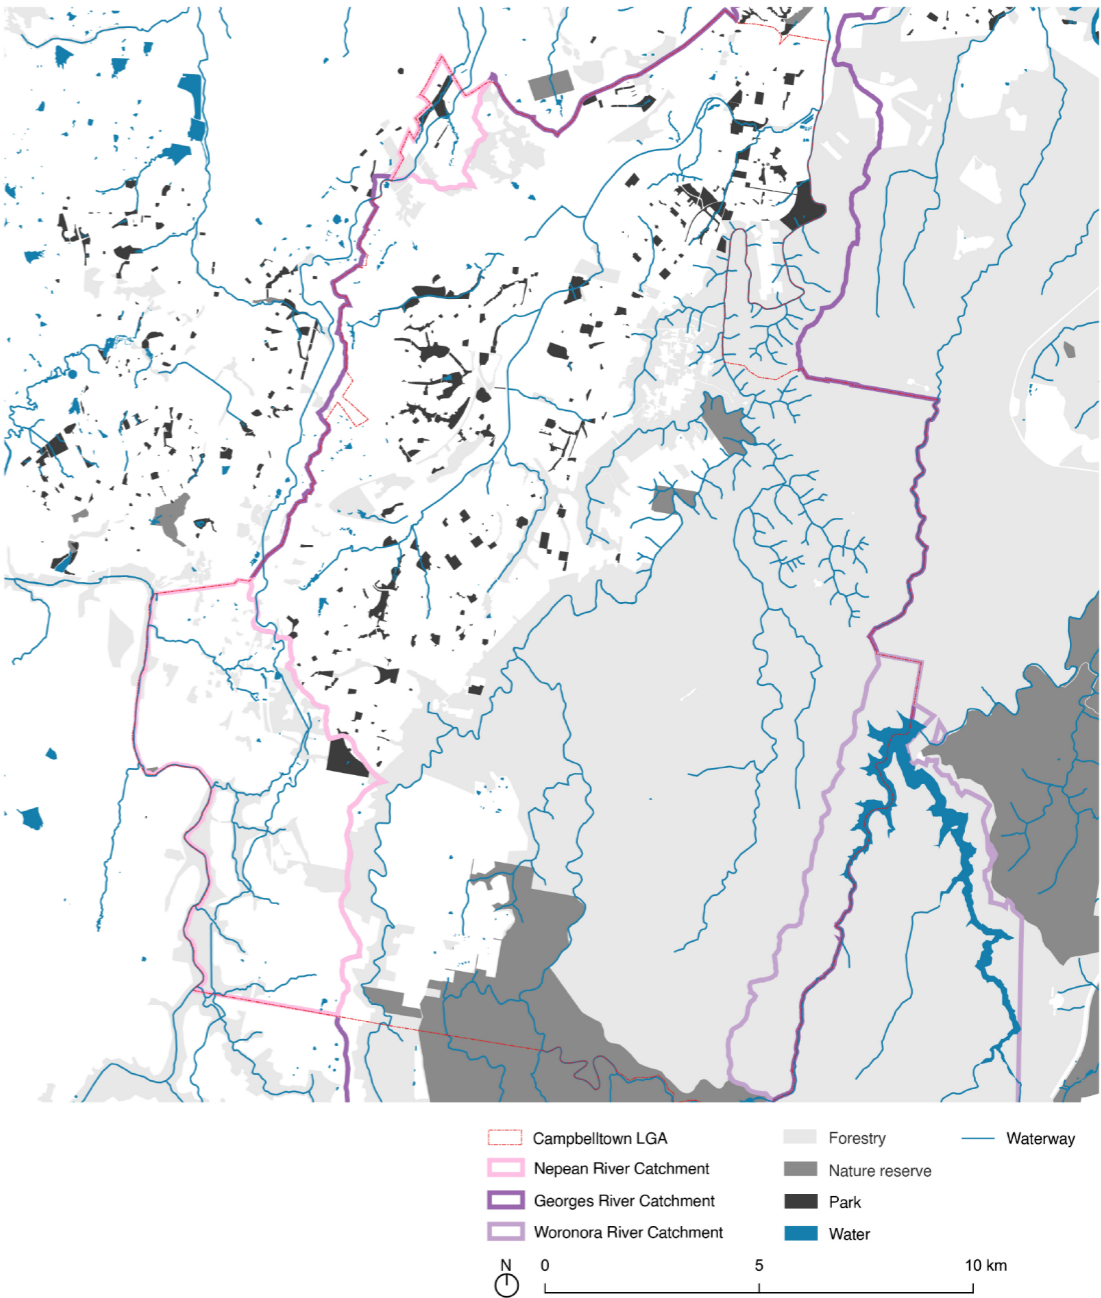 Campbelltown LGA
Nepean River Catchment
Georges River Catchment
Woronora River Catchment
Forestry
Nature reserve
Park
Water
Waterway
N
0 5 10 km